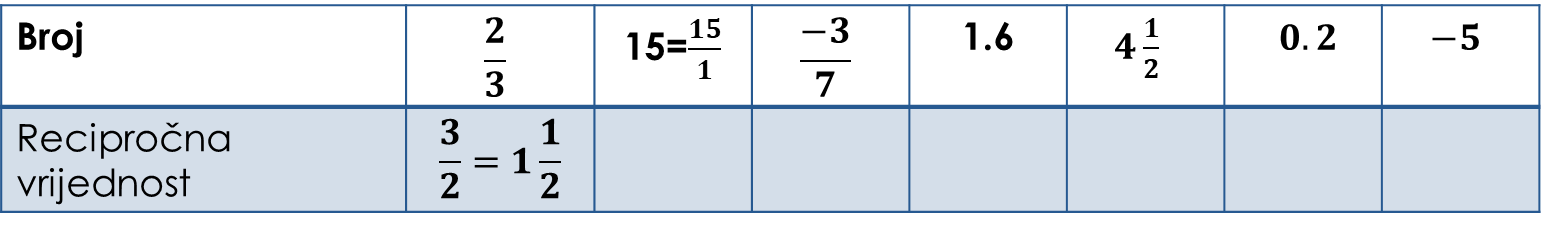 Broj 2/3 15=15/1 −3/7 1.6 4 1/2 0.2 −5
Recipročna 3/2 = 1 1/2
vrijednost